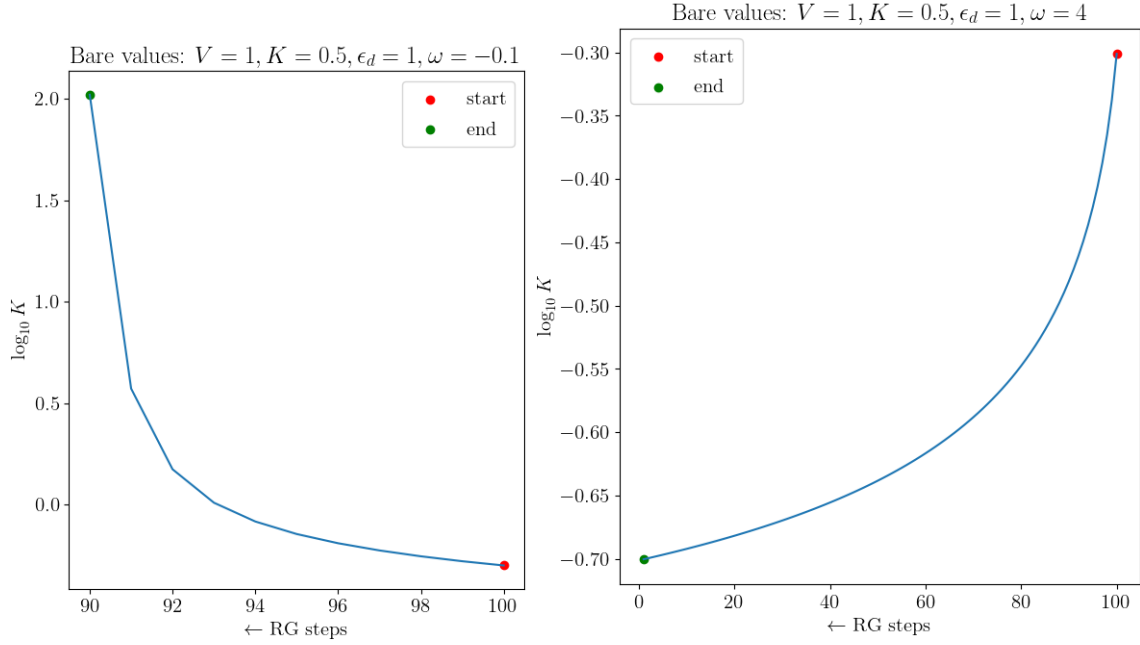 Bare values: V = 1, K = 0.5, ϵ_d = 1, ω = −0.1
start
end
2.0
1.5
1.0
0.5
0.0
log₁₀ K
90
92
94
96
98
100
← RG steps
Bare values: V = 1, K = 0.5, ϵ_d = 1, ω = 4
start
end
−0.30
−0.35
−0.40
−0.45
−0.50
−0.55
−0.60
−0.65
−0.70
log₁₀ K
0
20
40
60
80
100
← RG steps